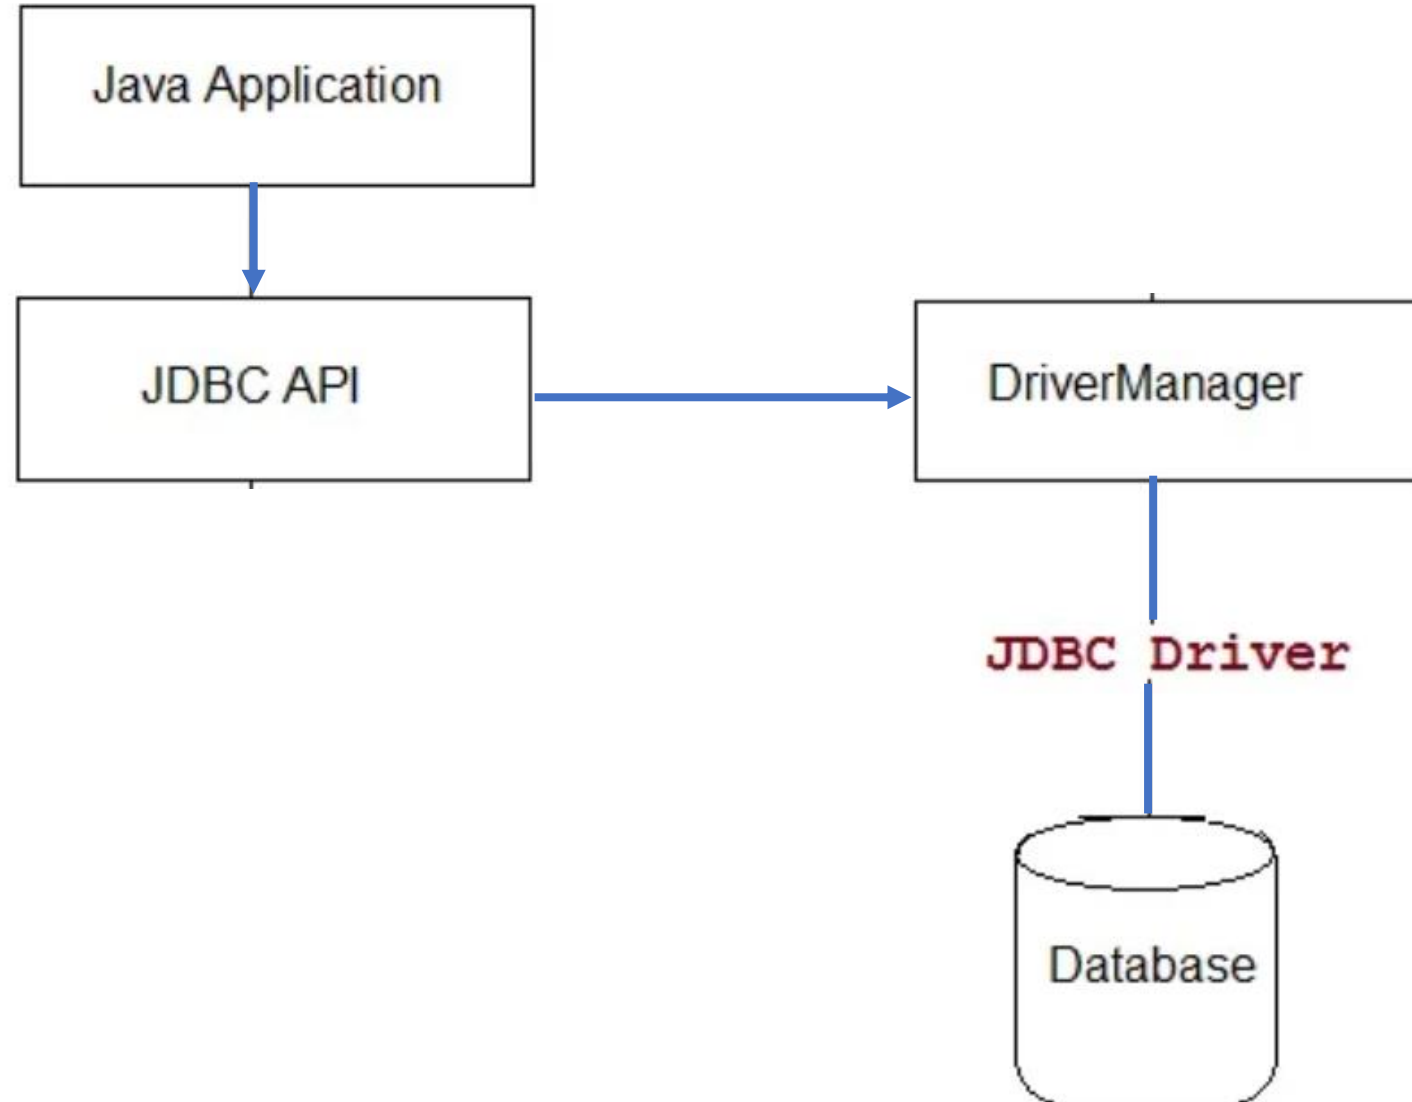 Java Application
JDBC API
DriverManager
JDBC Driver
Database